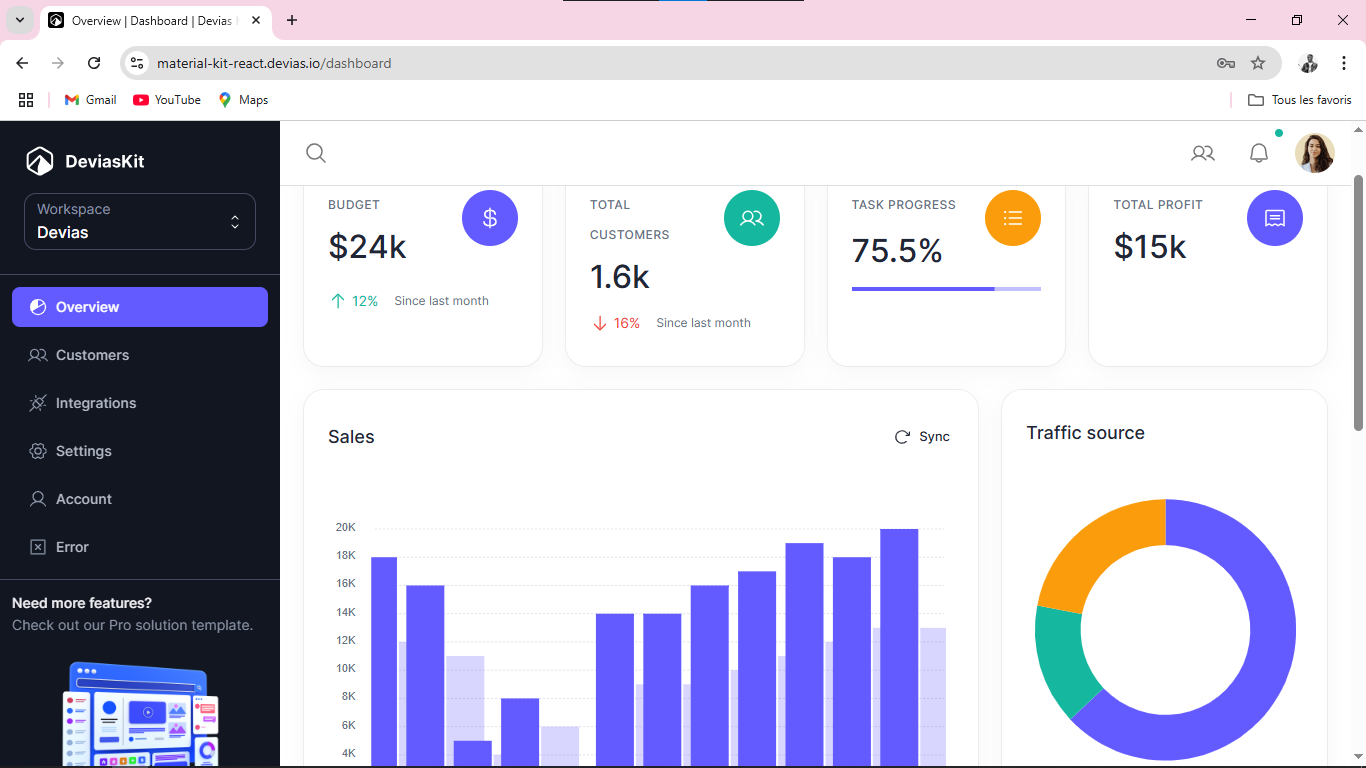 Overview | Dashboard | Devias
material-kit-react.devias.io/dashboard
Gmail
YouTube
Maps
Tous les favoris
DeviasKit
Workspace
Devias
Overview
Customers
Integrations
Settings
Account
Error
Need more features?
Check out our Pro solution template.
BUDGET
$24k
12% Since last month
TOTAL
CUSTOMERS
1.6k
16% Since last month
TASK PROGRESS
75.5%
TOTAL PROFIT
$15k
Sales
Sync
20K
18K
16K
14K
12K
10K
8K
6K
4K
Traffic source